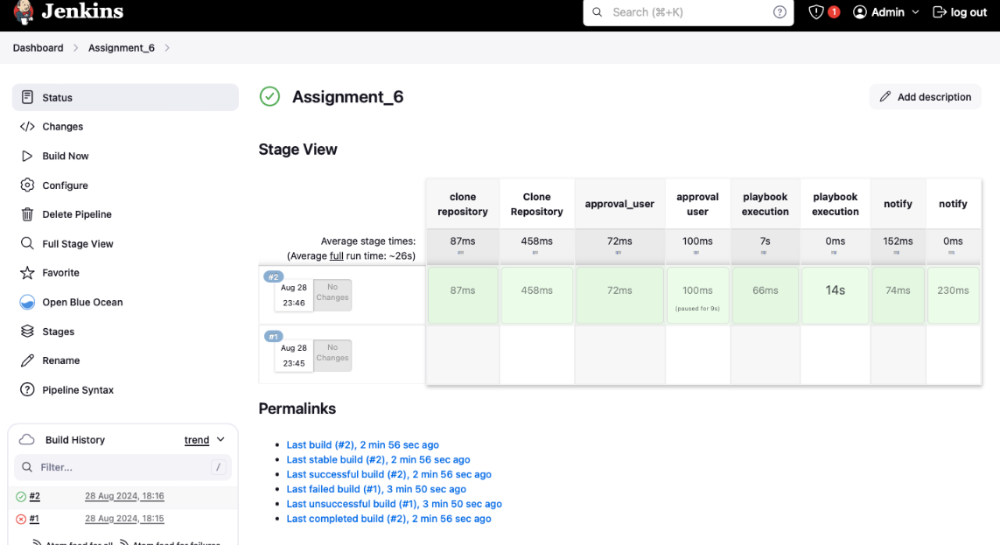 Jenkins
Search (⌘+K)
1
Admin
log out
Dashboard
Assignment_6
Status
Changes
Build Now
Configure
Delete Pipeline
Full Stage View
Favorite
Open Blue Ocean
Stages
Rename
Pipeline Syntax
Build History
trend
Filter...
/
#2
28 Aug 2024, 18:16
#1
28 Aug 2024, 18:15
Atom feed for all
Atom feed for failures
Assignment_6
Add description
Stage View
clone repository
Clone Repository
approval_user
approval user
playbook execution
playbook execution
notify
notify
Average stage times:
(Average full run time: ~26s)
87ms
458ms
72ms
100ms
7s
0ms
152ms
0ms
#2
Aug 28
23:46
No Changes
87ms
458ms
72ms
100ms
(paused for 9s)
66ms
14s
74ms
230ms
#1
Aug 28
23:45
No Changes
Permalinks
Last build (#2), 2 min 56 sec ago
Last stable build (#2), 2 min 56 sec ago
Last successful build (#2), 2 min 56 sec ago
Last failed build (#1), 3 min 50 sec ago
Last unsuccessful build (#1), 3 min 50 sec ago
Last completed build (#2), 2 min 56 sec ago